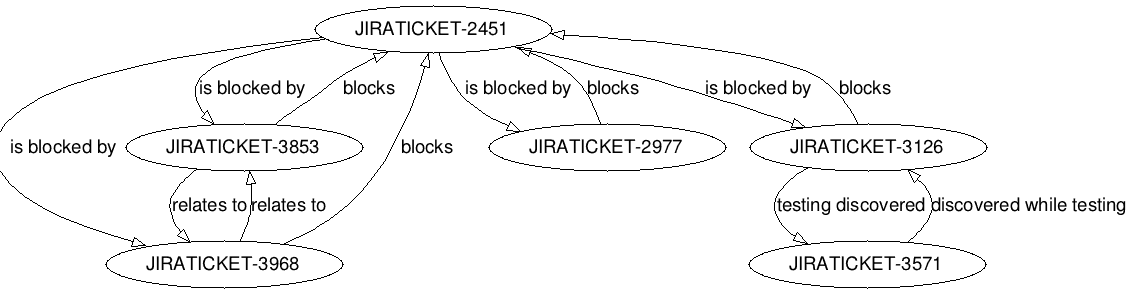 JIRATICKET-2451
is blocked by
blocks
is blocked by
blocks
is blocked by
blocks
is blocked by
JIRATICKET-3853
blocks
JIRATICKET-2977
JIRATICKET-3126
relates to
relates to
testing discovered
discovered while testing
JIRATICKET-3968
JIRATICKET-3571